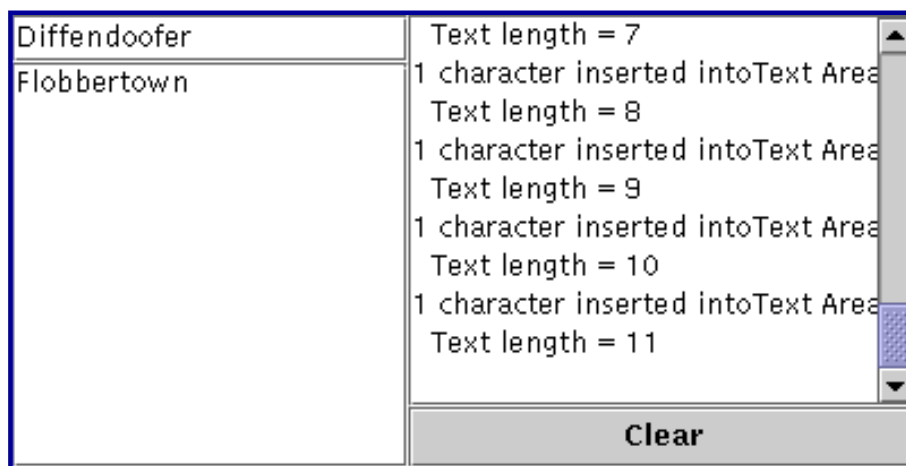 Diffendoofer
Flobbertown
Text length = 7
1 character inserted intoText Area
Text length = 8
1 character inserted intoText Area
Text length = 9
1 character inserted intoText Area
Text length = 10
1 character inserted intoText Area
Text length = 11
Clear